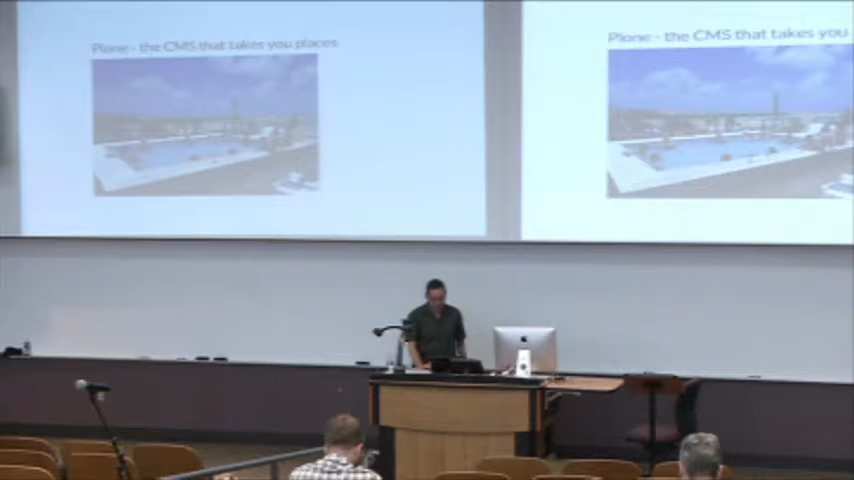 Plone - the CMS that takes you places
Plone - the CMS that takes you